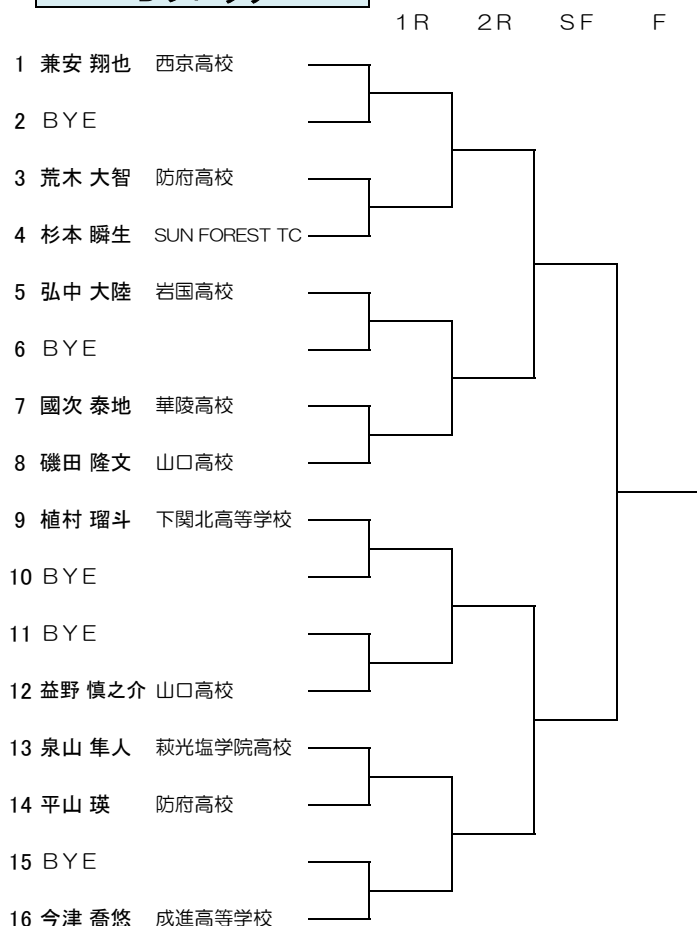 1R 2R SF F
1 兼安 翔也 西京高校
2 BYE
3 荒木 大智 防府高校
4 杉本 瞬生 SUN FOREST TC
5 弘中 大陸 岩国高校
6 BYE
7 國次 泰地 華陵高校
8 磯田 隆文 山口高校
9 植村 瑠斗 下関北高等学校
10 BYE
11 BYE
12 益野 慎之介 山口高校
13 泉山 隼人 萩光塩学院高校
14 平山 瑛 防府高校
15 BYE
16 今津 喬悠 成進高等学校